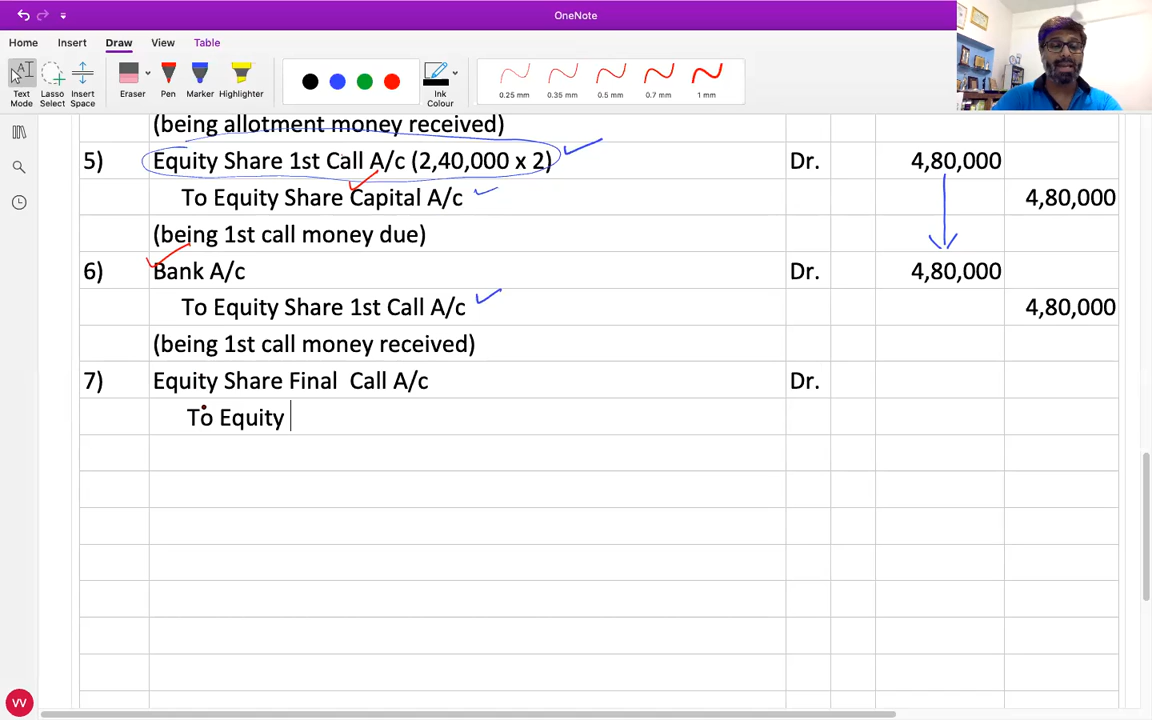 OneNote
Home Insert Draw View Table
Text Mode Lasso Select Insert Space Eraser Pen Marker Highlighter Ink Colour 0.25 mm 0.35 mm 0.5 mm 0.7 mm 1 mm
(being allotment money received)
5) Equity Share 1st Call A/c (2,40,000 x 2) Dr. 4,80,000
To Equity Share Capital A/c 4,80,000
(being 1st call money due)
6) Bank A/c Dr. 4,80,000
To Equity Share 1st Call A/c 4,80,000
(being 1st call money received)
7) Equity Share Final Call A/c Dr.
To Equity
VV